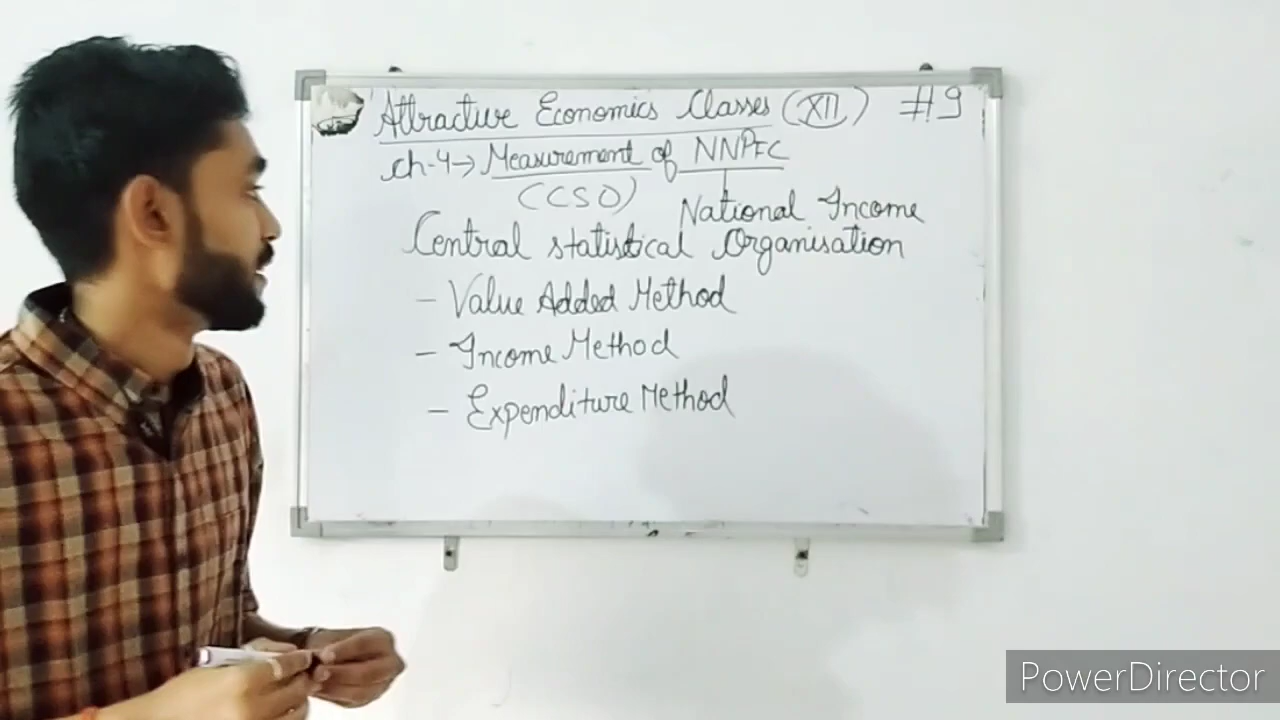 Attractive Economics Classes (XII) #9
Ch-4→ Measurement of NNPFC
(CSO)
National Income
Central Statistical Organisation
- Value Added Method
- Income Method
- Expenditure Method
PowerDirector